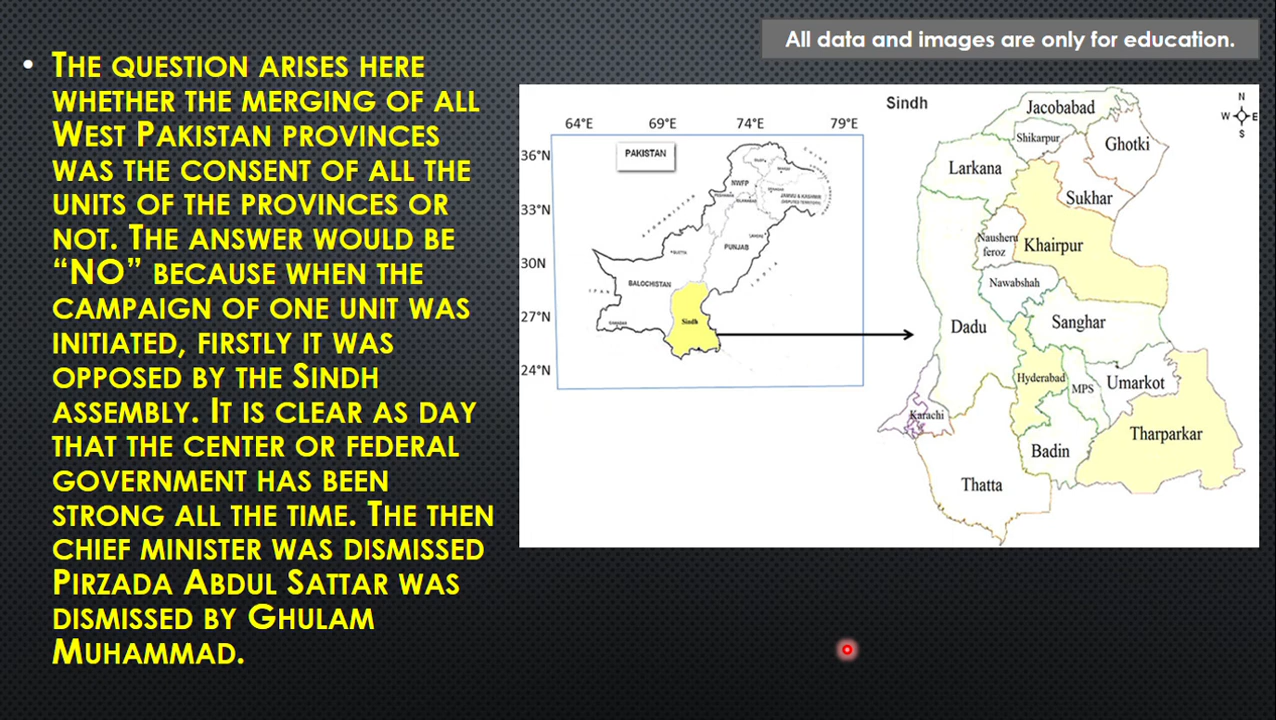 All data and images are only for education.
• THE QUESTION ARISES HERE
WHETHER THE MERGING OF ALL
WEST PAKISTAN PROVINCES
WAS THE CONSENT OF ALL THE
UNITS OF THE PROVINCES OR
NOT. THE ANSWER WOULD BE
“NO” BECAUSE WHEN THE
CAMPAIGN OF ONE UNIT WAS
INITIATED, FIRSTLY IT WAS
OPPOSED BY THE SINDH
ASSEMBLY. IT IS CLEAR AS DAY
THAT THE CENTER OR FEDERAL
GOVERNMENT HAS BEEN
STRONG ALL THE TIME. THE THEN
CHIEF MINISTER WAS DISMISSED
PIRZADA ABDUL SATTAR WAS
DISMISSED BY GHULAM
MUHAMMAD.
64°E 69°E 74°E 79°E
36°N
33°N
30N
27°N
24°N
PAKISTAN
NWFP
JAMMU & KASHMIR
PUNJAB
BALOCHISTAN
Sindh
Sindh
N
W E
S
Jacobabad
Shikarpur
Ghotki
Larkana
Sukhar
Nausheru
feroz
Khairpur
Nawabshah
Dadu
Sanghar
Hyderabad
MPS
Umarkot
Karachi
Tharparkar
Badin
Thatta